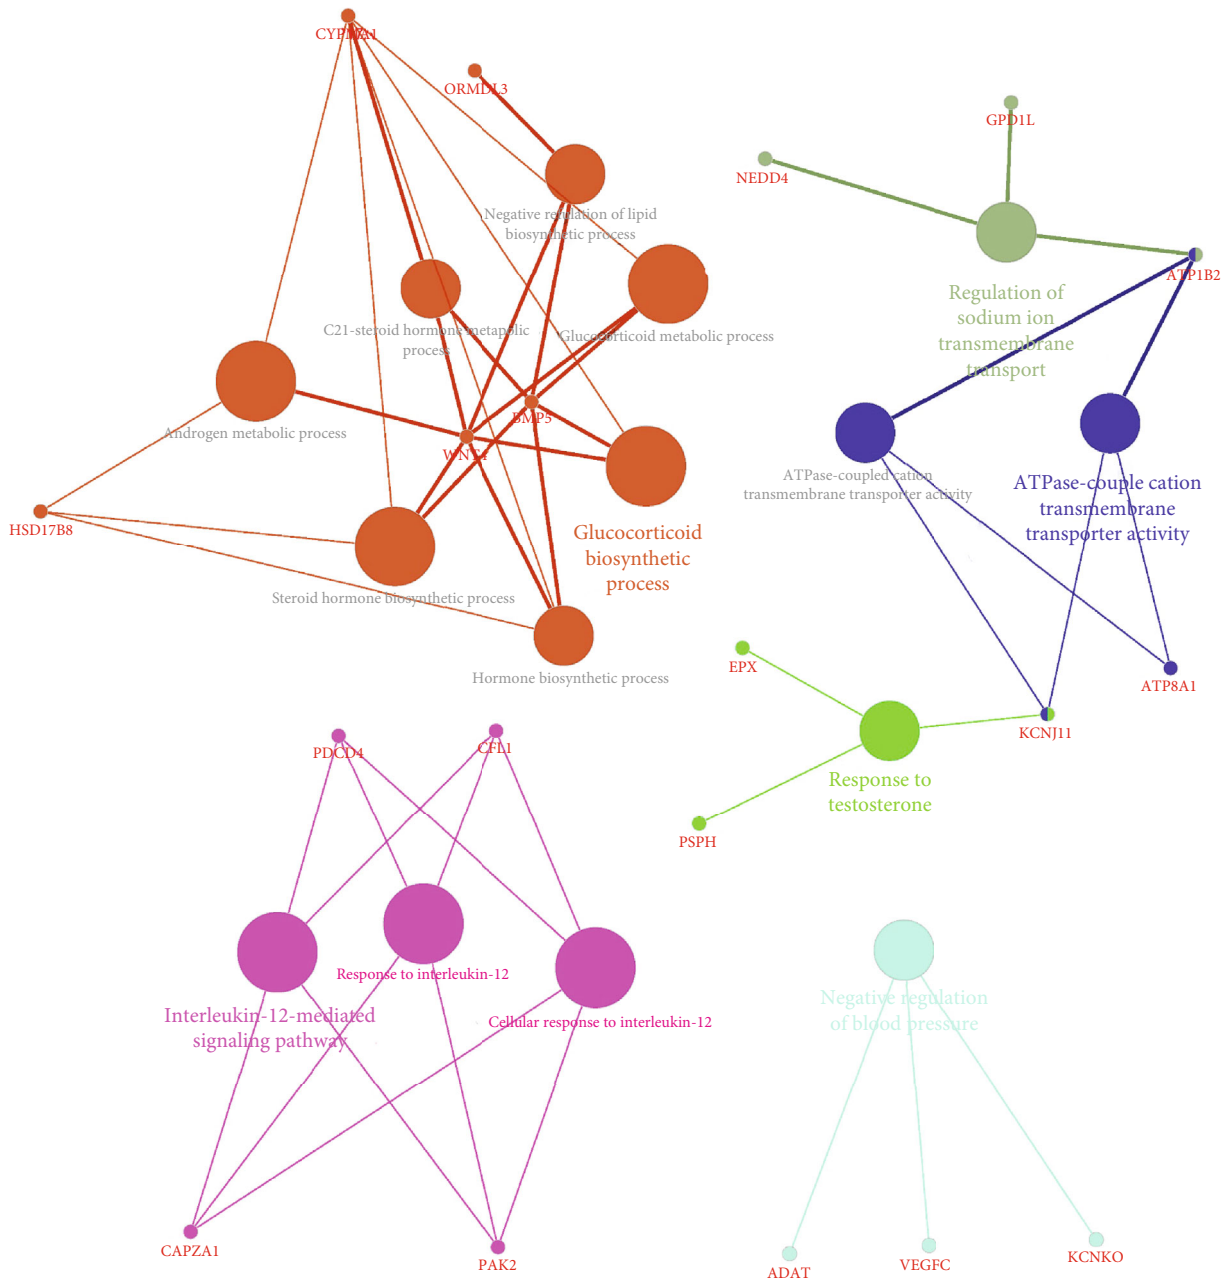 ORMDL3
GPD1L
NEDD4
Negative regulation of lipid
biosynthetic process
ATP1B2
Regulation of
sodium ion
transmembrane
transport
C21-steroid hormone metapolic
process
Glucocorticoid metabolic process
BMP5
Androgen metabolic process
WNT4
ATPase-coupled cation
transmembrane transporter activity
ATPase-couple cation
transmembrane
transporter activity
HSD17B8
Glucocorticoid
biosynthetic
process
Steroid hormone biosynthetic process
Hormone biosynthetic process
EPX
ATP8A1
KCNJ11
PDCD4
CFL1
Response to
testosterone
PSPH
Response to interleukin-12
Interleukin-12-mediated
signaling pathway
Cellular response to interleukin-12
Negative regulation
of blood pressure
CAPZA1
PAK2
ADAT
VEGFC
KCNKO